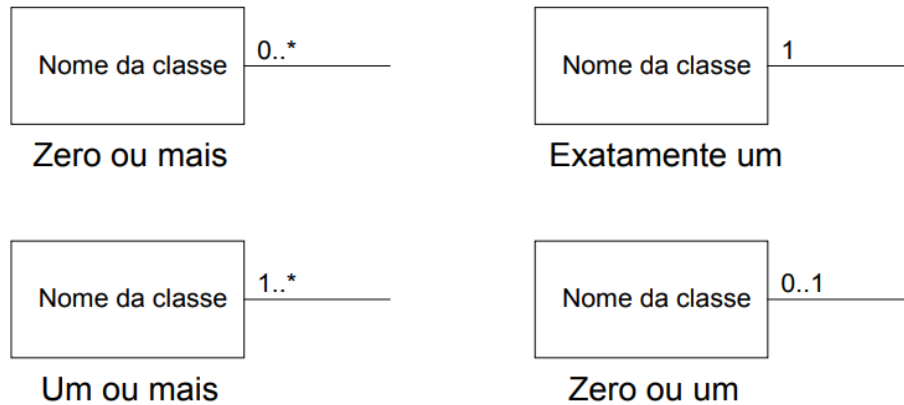 Nome da classe 0..*
Zero ou mais
Nome da classe 1
Exatamente um
Nome da classe 1..*
Um ou mais
Nome da classe 0..1
Zero ou um